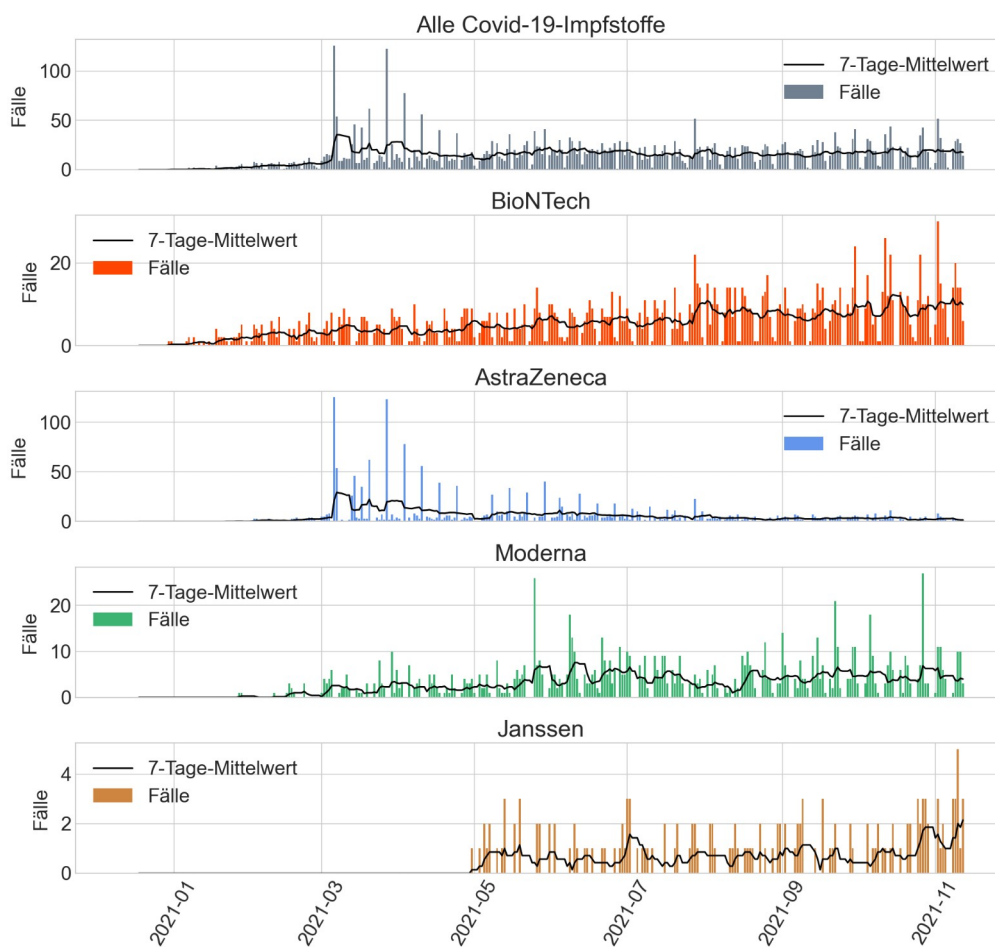 Alle Covid-19-Impfstoffe
Fälle
100
50
0
7-Tage-Mittelwert
Fälle
BioNTech
Fälle
20
0
7-Tage-Mittelwert
Fälle
AstraZeneca
Fälle
100
50
0
7-Tage-Mittelwert
Fälle
Moderna
Fälle
20
10
0
7-Tage-Mittelwert
Fälle
Janssen
Fälle
4
2
0
7-Tage-Mittelwert
Fälle
2021-01
2021-03
2021-05
2021-07
2021-09
2021-11